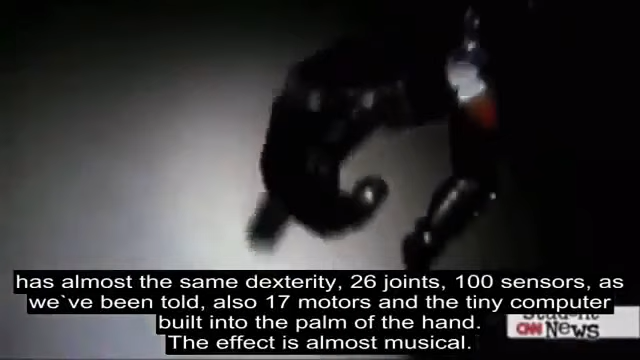 has almost the same dexterity, 26 joints, 100 sensors, as
we`ve been told, also 17 motors and the tiny computer
built into the palm of the hand.
The effect is almost musical.
Student
CNN News